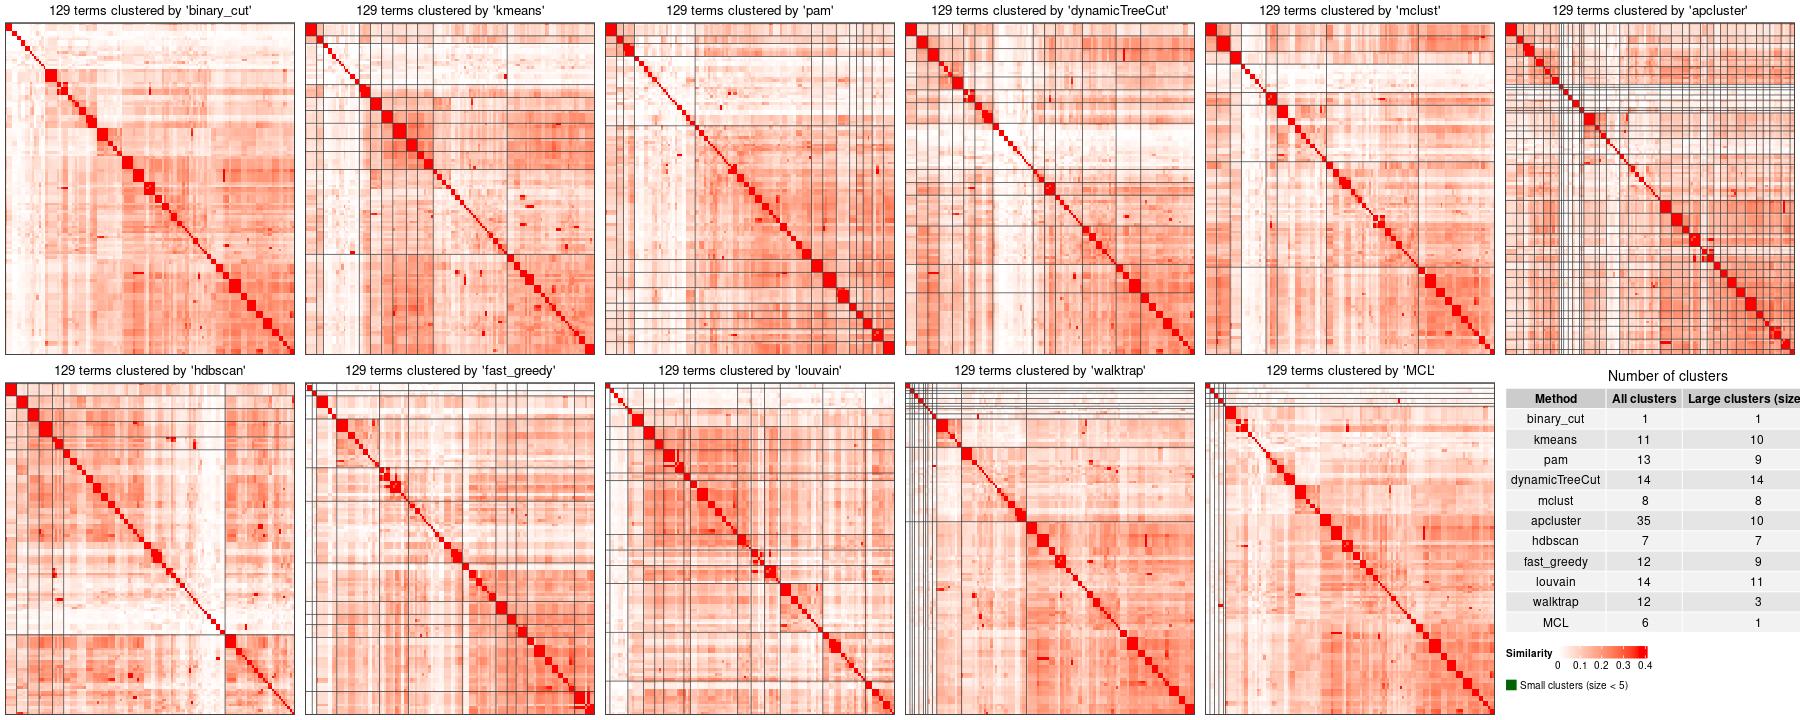 129 terms clustered by 'binary_cut'
129 terms clustered by 'kmeans'
129 terms clustered by 'pam'
129 terms clustered by 'dynamicTreeCut'
129 terms clustered by 'mclust'
129 terms clustered by 'apcluster'
129 terms clustered by 'hdbscan'
129 terms clustered by 'fast_greedy'
129 terms clustered by 'louvain'
129 terms clustered by 'walktrap'
129 terms clustered by 'MCL'
Number of clusters
Method All clusters Large clusters (size
binary_cut 1 1
kmeans 11 10
pam 13 9
dynamicTreeCut 14 14
mclust 8 8
apcluster 35 10
hdbscan 7 7
fast_greedy 12 9
louvain 14 11
walktrap 12 3
MCL 6 1
Similarity
0 0.1 0.2 0.3 0.4
Small clusters (size < 5)